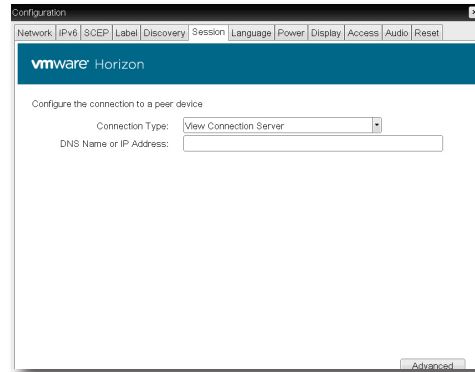 Configuration
Network IPv6 SCEP Label Discovery Session Language Power Display Access Audio Reset
vmware® Horizon
Configure the connection to a peer device
Connection Type: View Connection Server
DNS Name or IP Address:
Advanced